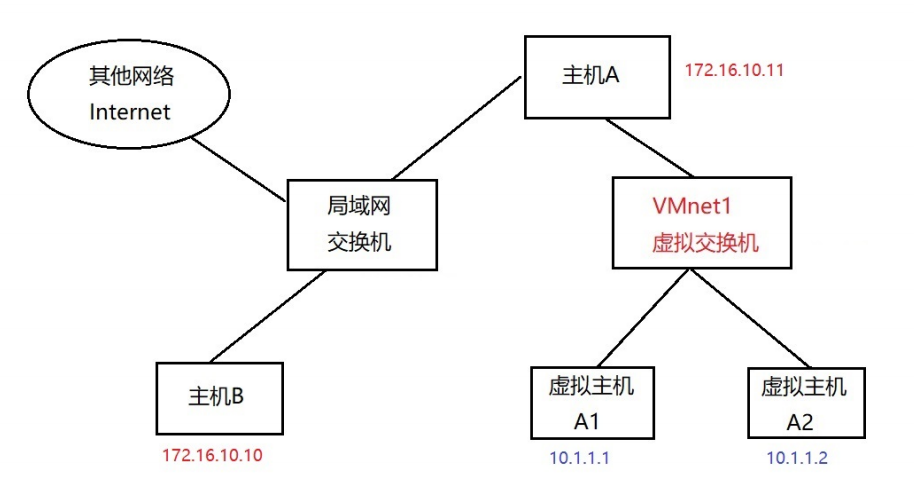 其他网络
Internet
主机A
172.16.10.11
局域网
交换机
VMnet1
虚拟交换机
主机B
172.16.10.10
虚拟主机
A1
10.1.1.1
虚拟主机
A2
10.1.1.2